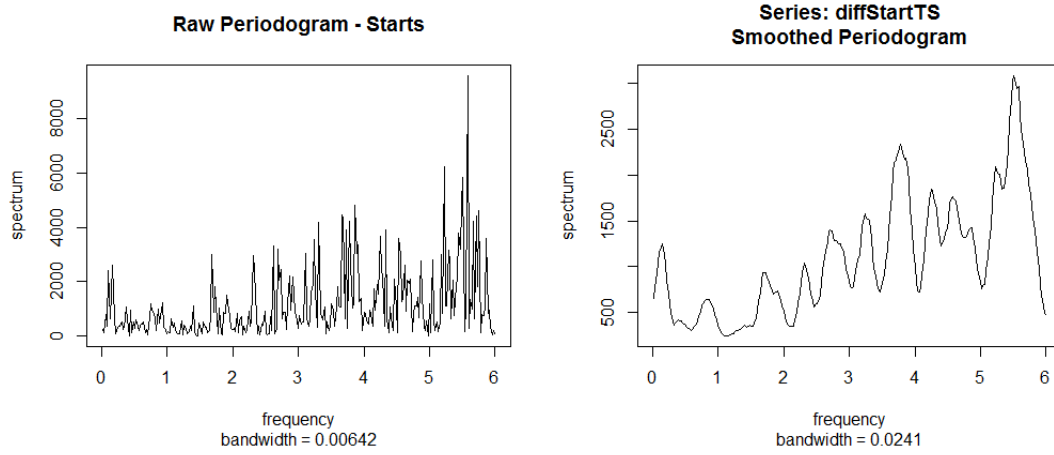 Raw Periodogram - Starts
spectrum
0 2000 4000 6000 8000
0 1 2 3 4 5 6
frequency
bandwidth = 0.00642
Series: diffStartTS
Smoothed Periodogram
spectrum
500 1500 2500
0 1 2 3 4 5 6
frequency
bandwidth = 0.0241